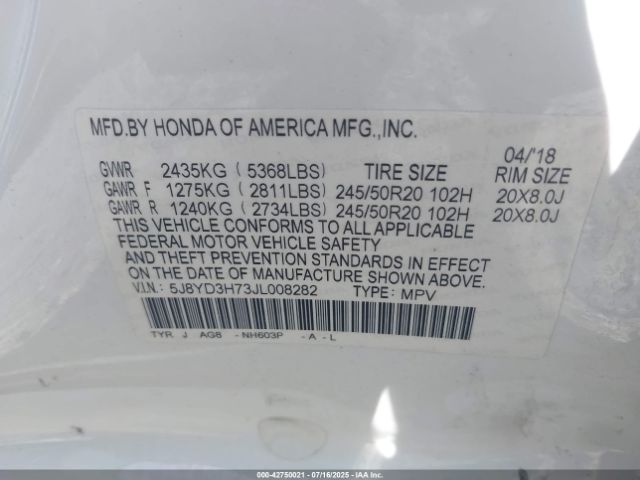 MFD.BY HONDA OF AMERICA MFG.,INC.
04/'18
GVWR 2435KG ( 5368LBS) TIRE SIZE RIM SIZE
GAWR F 1275KG ( 2811LBS) 245/50R20 102H 20X8.0J
GAWR R 1240KG ( 2734LBS) 245/50R20 102H 20X8.0J
THIS VEHICLE CONFORMS TO ALL APPLICABLE
FEDERAL MOTOR VEHICLE SAFETY
AND THEFT PREVENTION STANDARDS IN EFFECT
ON THE DATE OF MANUFACTURE SHOWN ABOVE.
V.I.N.: 5J8YD3H73JL008282 TYPE: MPV
TYR J AG8 -NH603P -A -L
000-42750021 | 07/16/2025 | Copyright © IAA, LLC